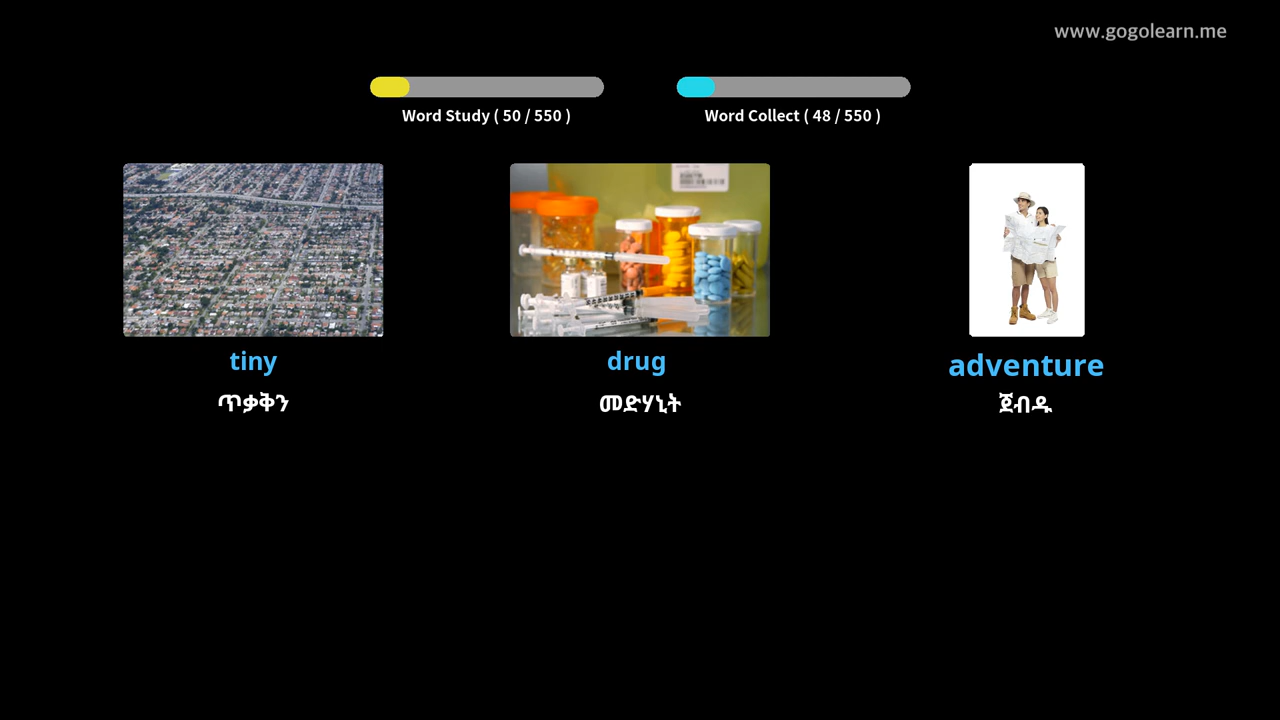 www.gogolearn.me
Word Study ( 50 / 550 )
Word Collect ( 48 / 550 )
tiny
drug
adventure
ጥቃቅን
መድሃኒት
ጀብዱ